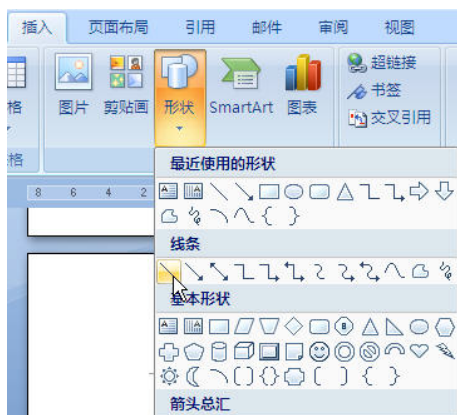 插入 页面布局 引用 邮件 审阅 视图
格 图片 剪贴画 形状 SmartArt 图表
超链接
书签
交叉引用
格
最近使用的形状
8 6 4 2
线条
基本形状
箭头总汇